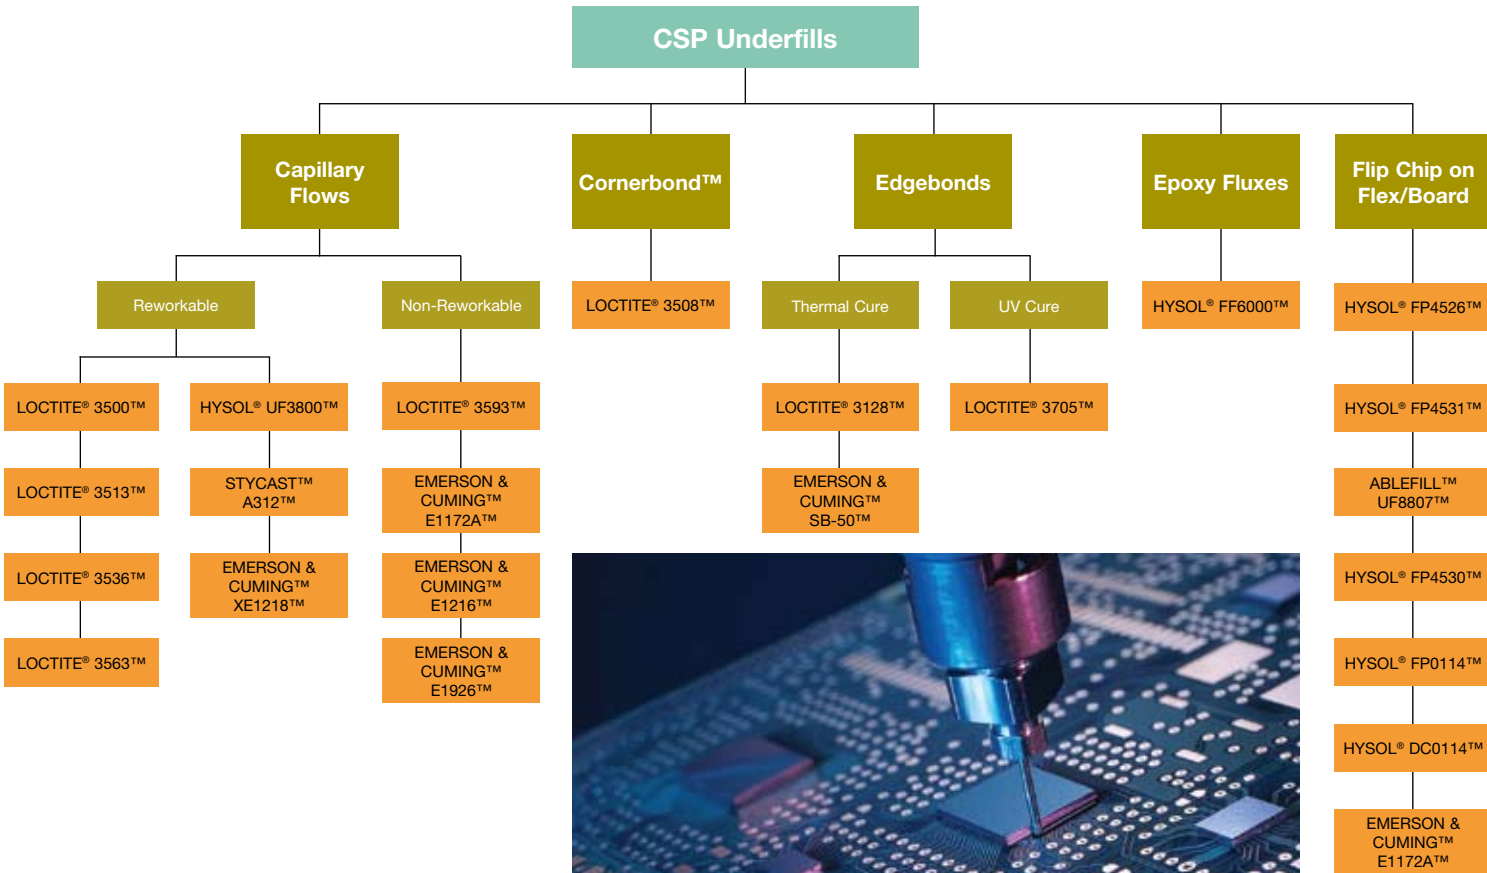 CSP Underfills
Capillary
Flows
Cornerbond™
Edgebonds
Epoxy Fluxes
Flip Chip on
Flex/Board
Reworkable
Non-Reworkable
LOCTITE® 3508™
Thermal Cure
UV Cure
HYSOL® FF6000™
HYSOL® FP4526™
LOCTITE® 3500™
HYSOL® UF3800™
LOCTITE® 3593™
LOCTITE® 3128™
LOCTITE® 3705™
HYSOL® FP4531™
LOCTITE® 3513™
STYCAST™
A312™
EMERSON &
CUMING™
E1172A™
EMERSON &
CUMING™
SB-50™
ABLEFILL™
UF8807™
LOCTITE® 3536™
EMERSON &
CUMING™
XE1218™
EMERSON &
CUMING™
E1216™
HYSOL® FP4530™
LOCTITE® 3563™
EMERSON &
CUMING™
E1926™
HYSOL® FP0114™
HYSOL® DC0114™
EMERSON &
CUMING™
E1172A™